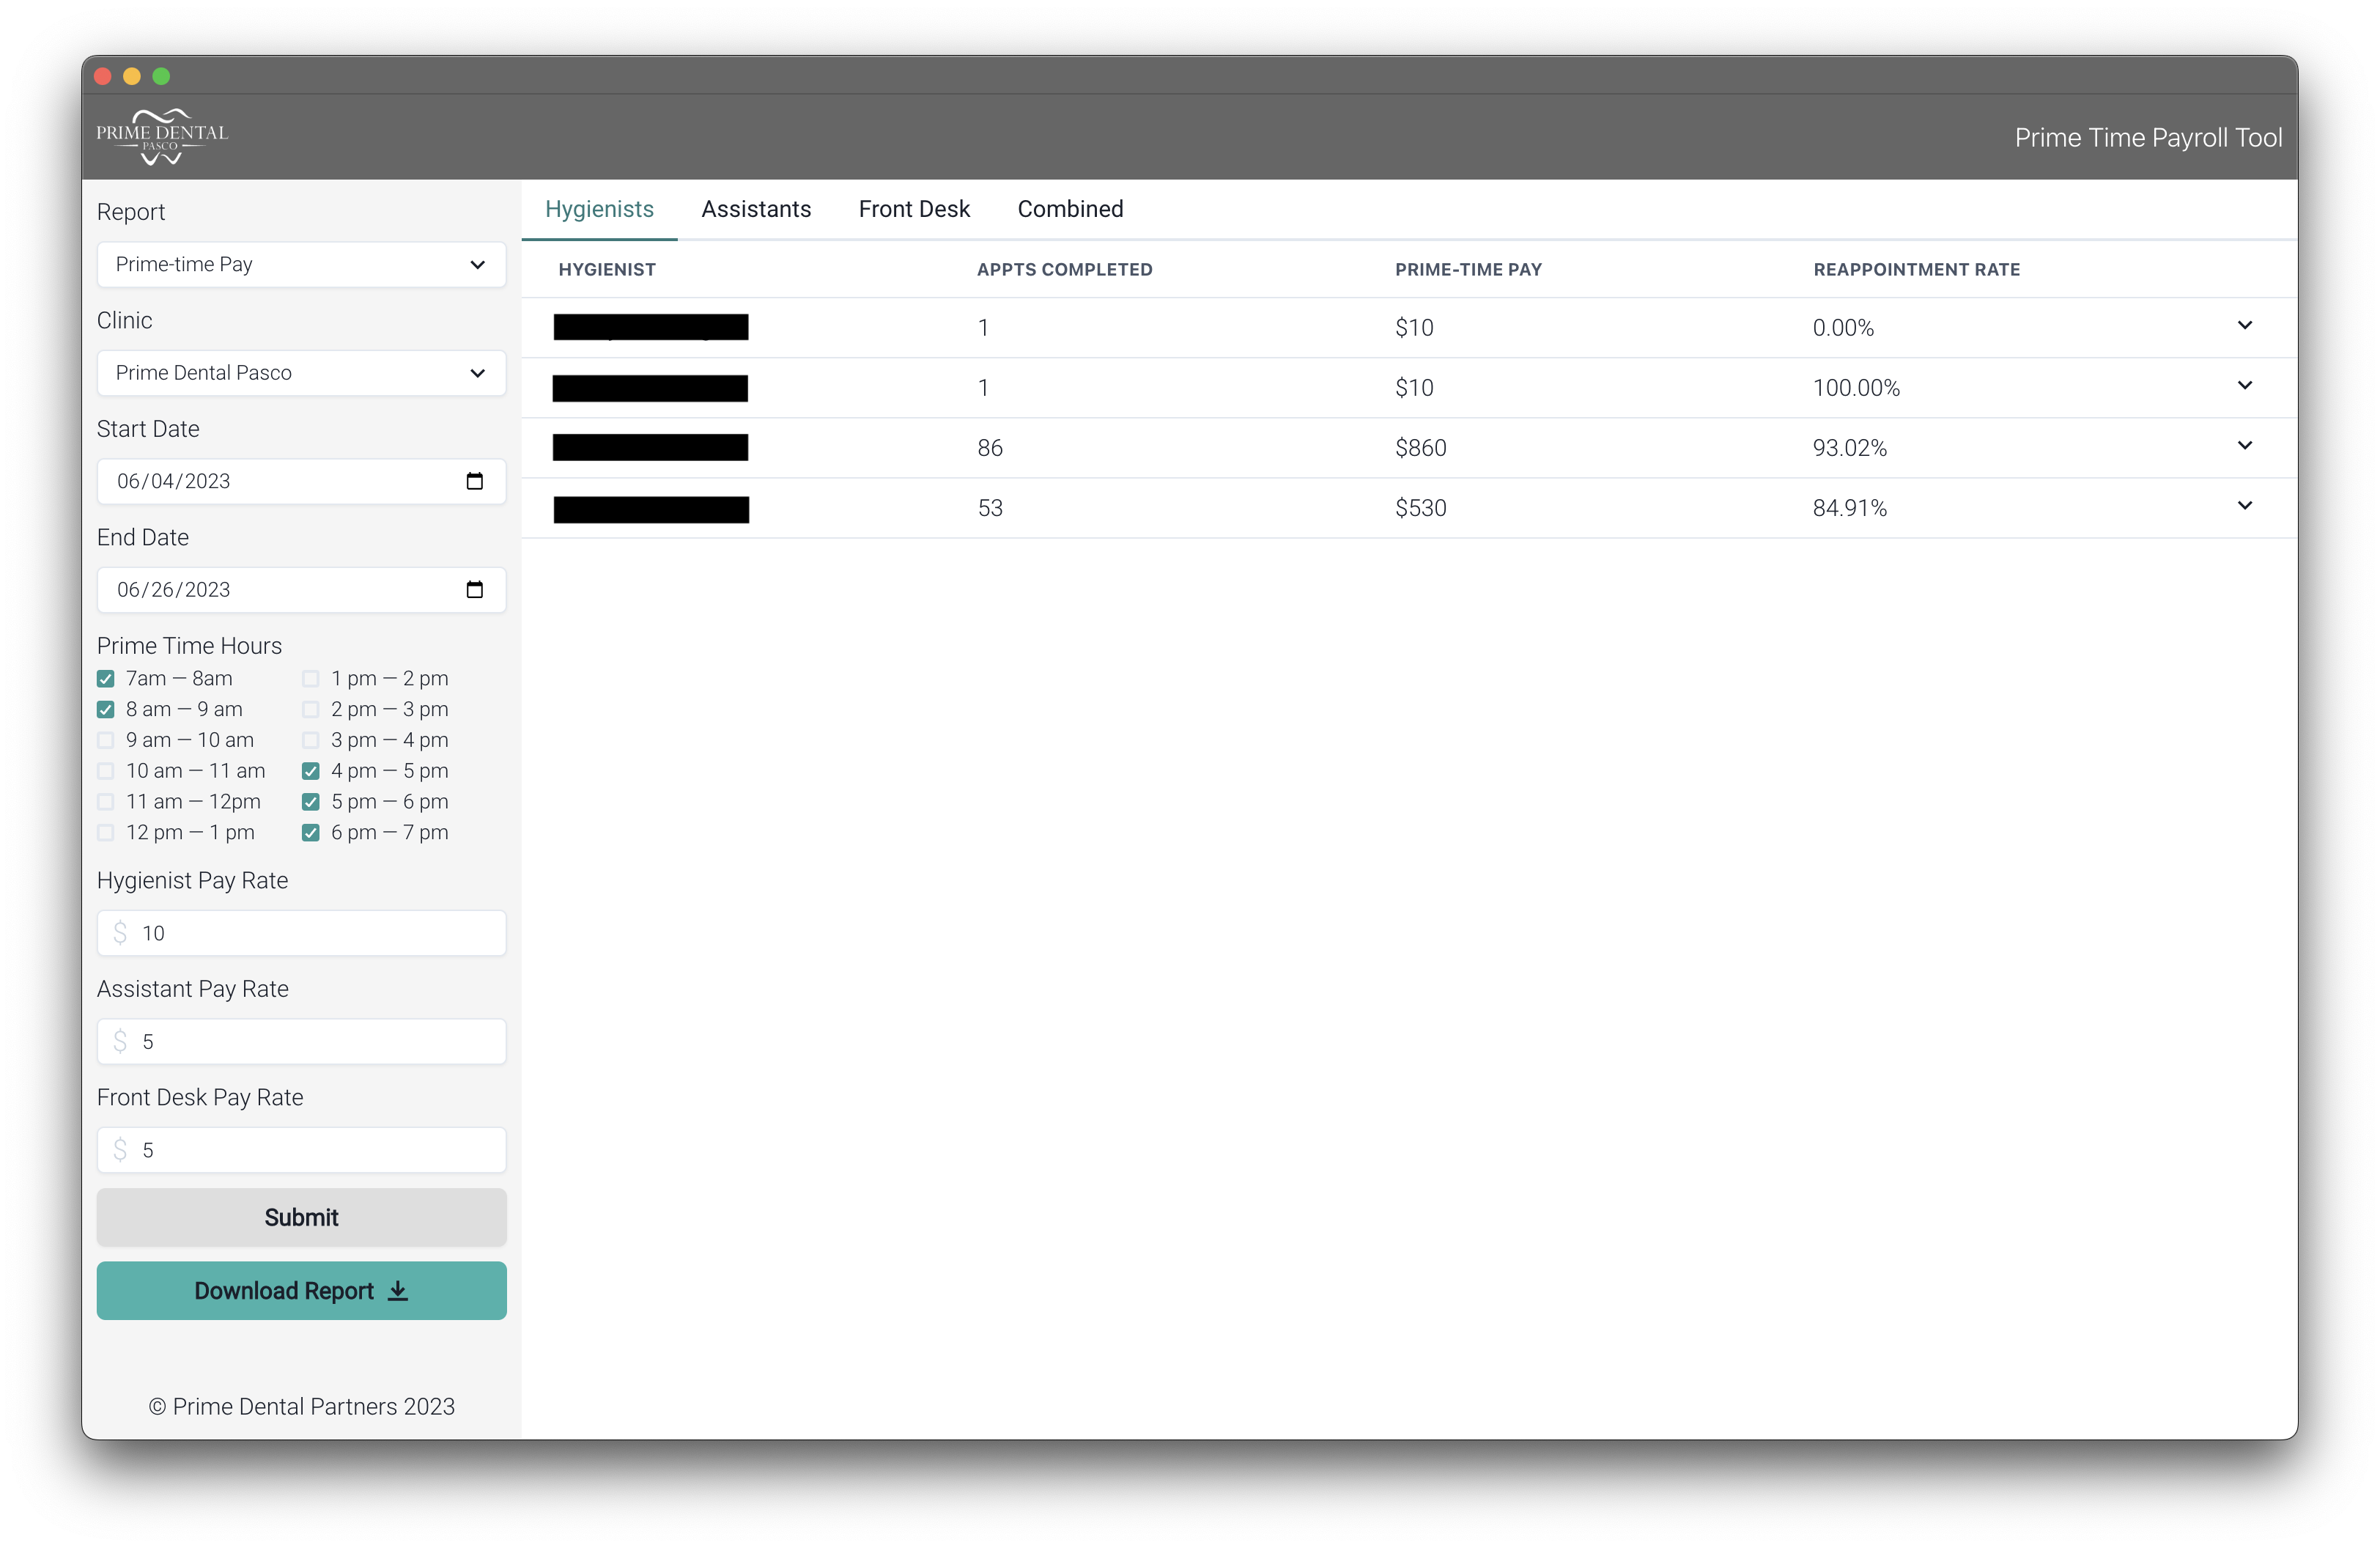 PRIME DENTAL
PASCO
Prime Time Payroll Tool
Report
Prime-time Pay
Clinic
Prime Dental Pasco
Start Date
06/04/2023
End Date
06/26/2023
Prime Time Hours
7am — 8am 1 pm — 2 pm
8 am — 9 am 2 pm — 3 pm
9 am — 10 am 3 pm — 4 pm
10 am — 11 am 4 pm — 5 pm
11 am — 12pm 5 pm — 6 pm
12 pm — 1 pm 6 pm — 7 pm
Hygienist Pay Rate
$ 10
Assistant Pay Rate
$ 5
Front Desk Pay Rate
$ 5
Submit
Download Report
© Prime Dental Partners 2023
Hygienists Assistants Front Desk Combined
HYGIENIST APPTS COMPLETED PRIME-TIME PAY REAPPOINTMENT RATE
1 $10 0.00%
1 $10 100.00%
86 $860 93.02%
53 $530 84.91%